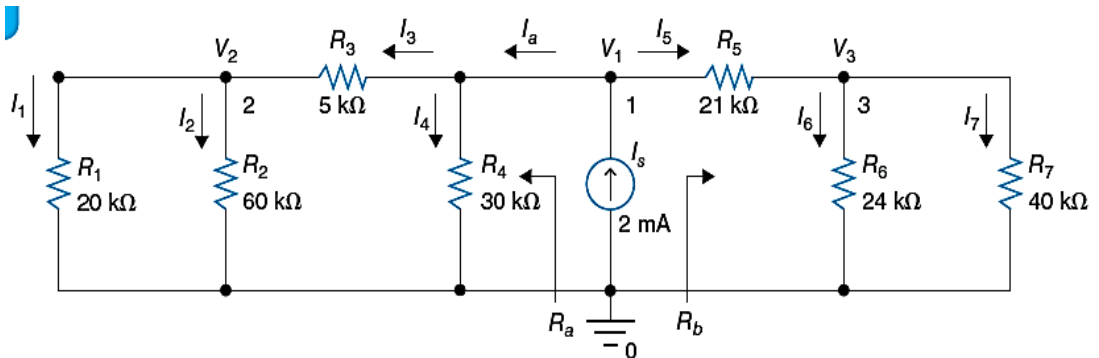 I₃ Iₐ I₅
V₂ R₃ V₁ R₅ V₃
I₁ I₂ 2 5 kΩ I₄ 1 21 kΩ I₆ 3 I₇
R₁ R₂ R₄ Iₛ R₆ R₇
20 kΩ 60 kΩ 30 kΩ 2 mA 24 kΩ 40 kΩ
Rₐ R_b
0